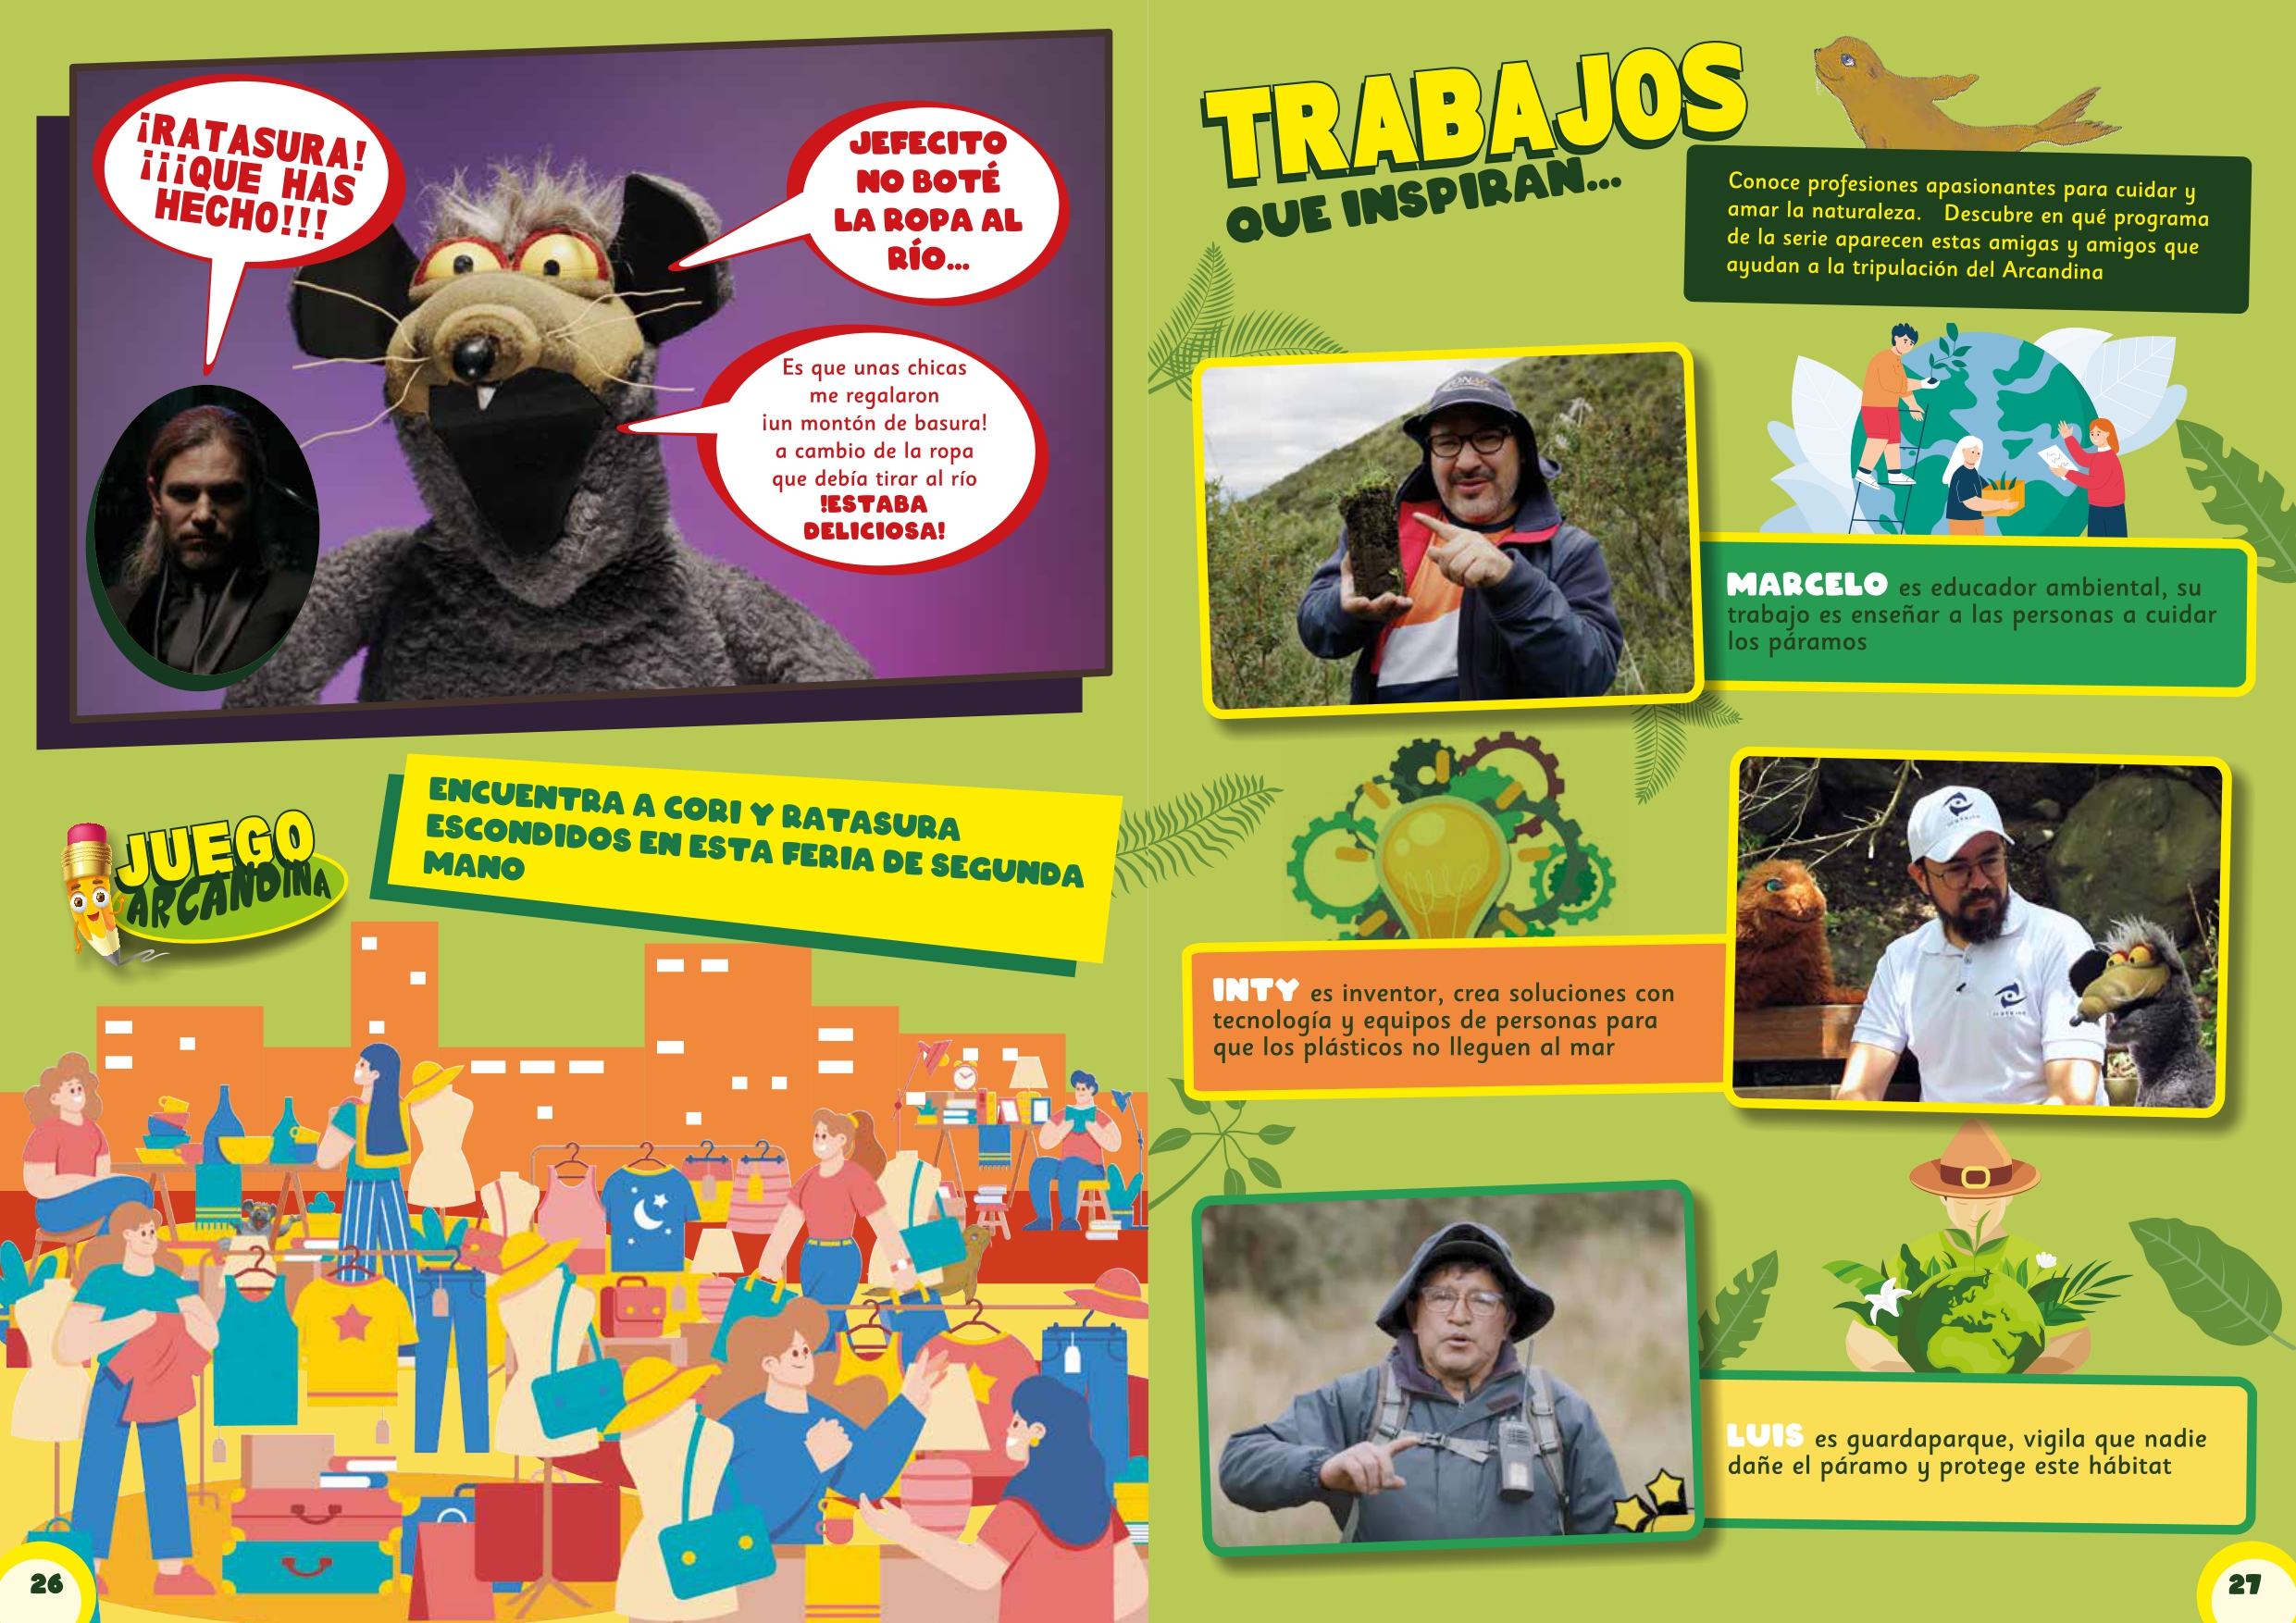 ¡RATASURA!
¡¡¡QUE HAS
HECHO!!!
JEFECITO
NO BOTÉ
LA ROPA AL
RÍO...
Es que unas chicas
me regalaron
¡un montón de basura!
a cambio de la ropa
que debía tirar al río
!ESTABA
DELICIOSA!
JUEGO
ARCANDINA
ENCUENTRA A CORI Y RATASURA
ESCONDIDOS EN ESTA FERIA DE SEGUNDA
MANO
26
TRABAJOS
QUE INSPIRAN...
Conoce profesiones apasionantes para cuidar y
amar la naturaleza. Descubre en qué programa
de la serie aparecen estas amigas y amigos que
ayudan a la tripulación del Arcandina
MARCELO es educador ambiental, su
trabajo es enseñar a las personas a cuidar
los páramos
INTY es inventor, crea soluciones con
tecnología y equipos de personas para
que los plásticos no lleguen al mar
LUIS es guardaparque, vigila que nadie
dañe el páramo y protege este hábitat
27